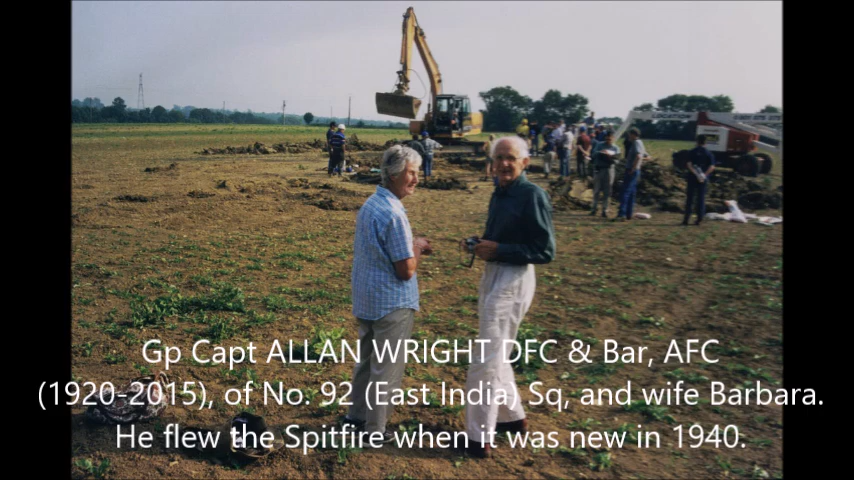 Gp Capt ALLAN WRIGHT DFC & Bar, AFC
(1920-2015), of No. 92 (East India) Sq, and wife Barbara.
He flew the Spitfire when it was new in 1940.